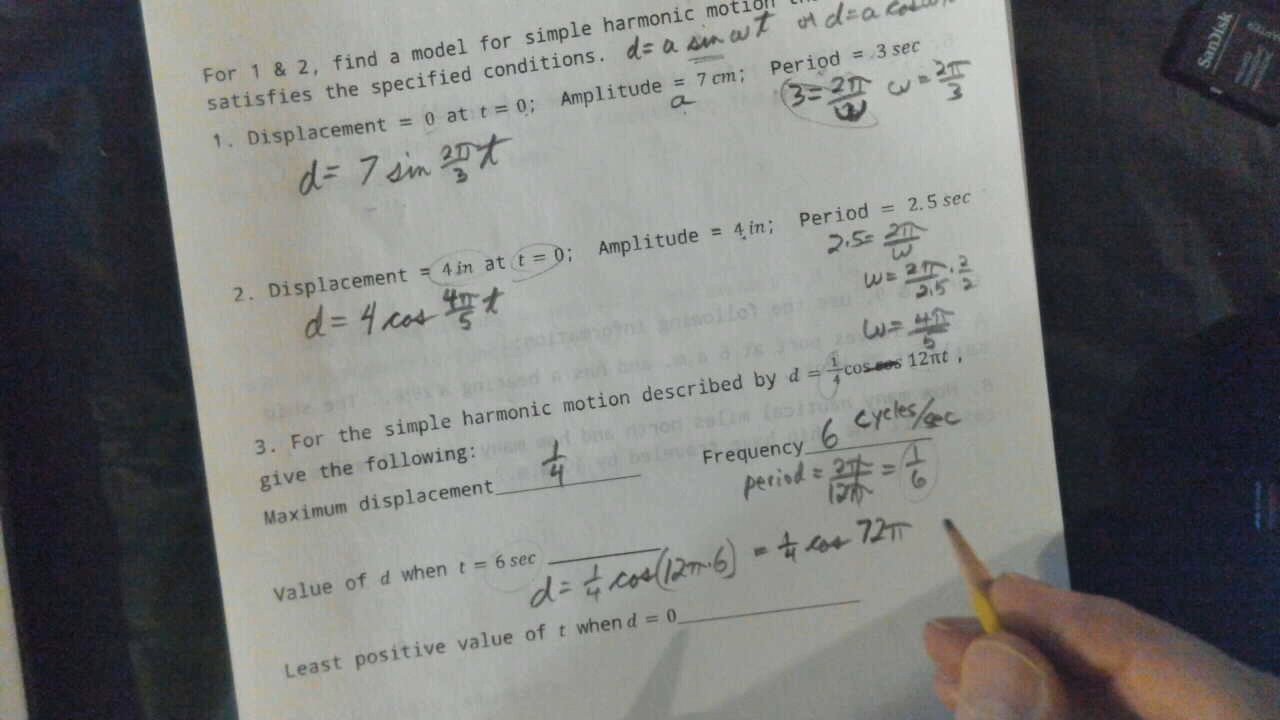 For 1 & 2, find a model for simple harmonic motion
satisfies the specified conditions. d= a sin ωt or d=a cos
1. Displacement = 0 at t = 0; Amplitude = 7 cm; Period = 3 sec
a 3=2π/ω ω=2π/3
d= 7 sin 2π/3 t
2. Displacement = 4 in at t = 0; Amplitude = 4 in; Period = 2.5 sec
2.5=2π/ω
d= 4 cos 4π/5 t
ω=2π/2.5·2/2
ω=4π/5
3. For the simple harmonic motion described by d = 1/4 cos cos 12πt ,
give the following:
Maximum displacement 1/4 Frequency 6 cycles/sec
period = 2π/12π = 1/6
Value of d when t = 6 sec
d= 1/4 cos(12π·6) = 1/4 cos 72π
Least positive value of t when d = 0
SanDisk